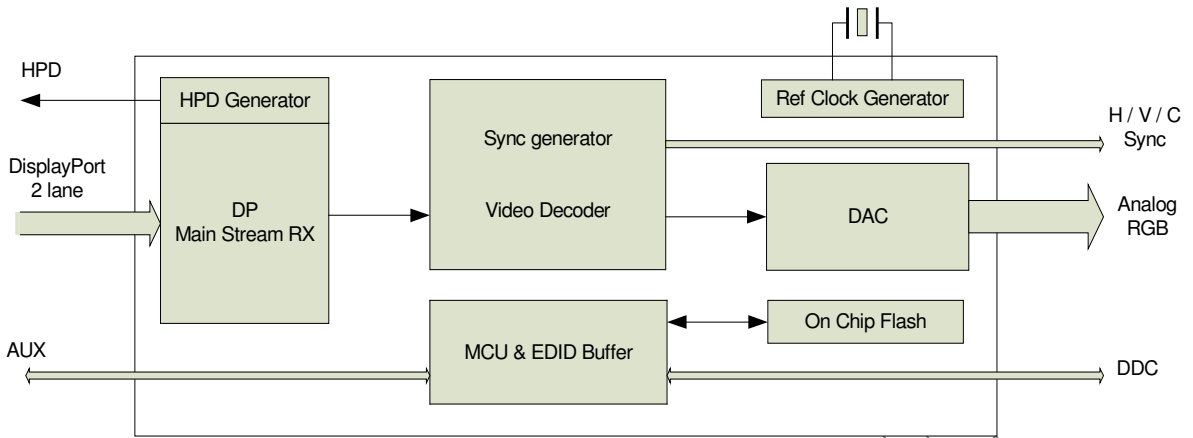 HPD
HPD Generator
Ref Clock Generator
H / V / C
Sync
DisplayPort
2 lane
Sync generator
DP
Main Stream RX
Video Decoder
DAC
Analog
RGB
On Chip Flash
MCU & EDID Buffer
AUX
DDC